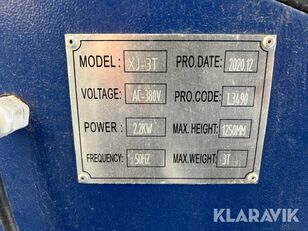 MODEL: XJ-3T PRO.DATE: 2020.12
VOLTAGE: AC-380V PRO.CODE: L3490
POWER: 2.2KW MAX.HEIGHT: 1250MM
FREQUENCY: 50HZ MAX.WEIGHT: 3T
KLARAVIK